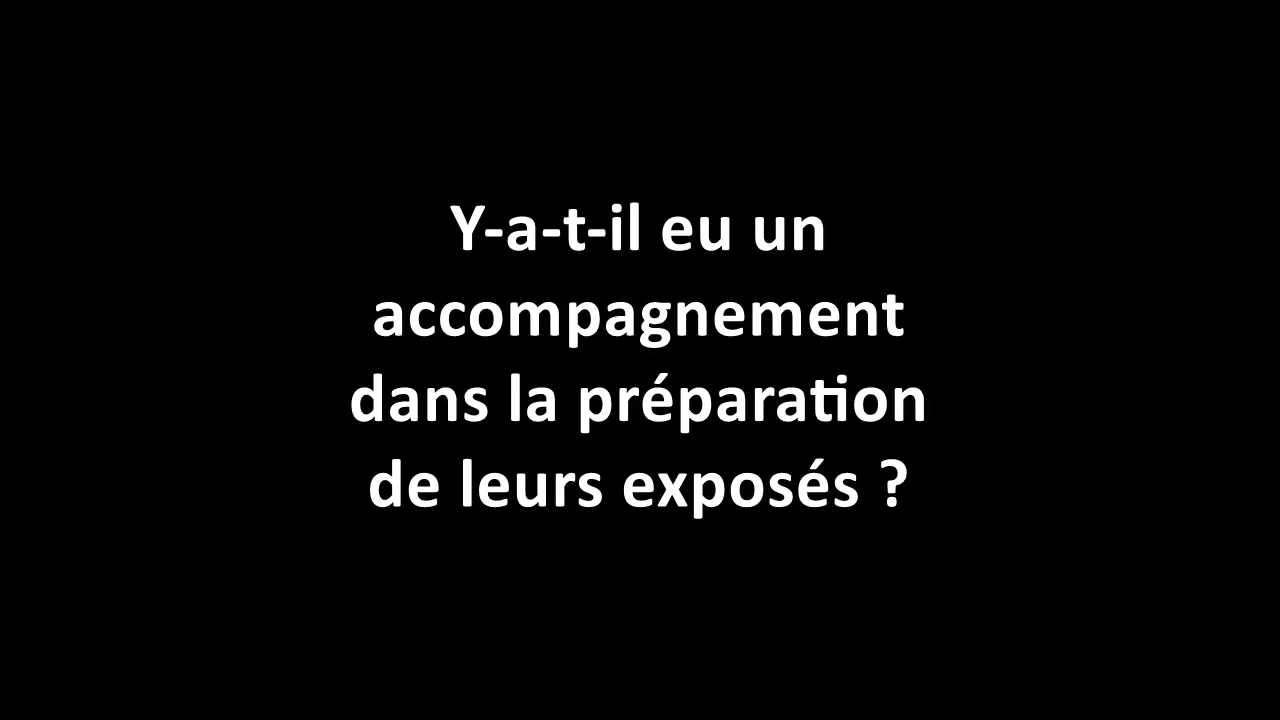 Y-a-t-il eu un
accompagnement
dans la préparation
de leurs exposés ?